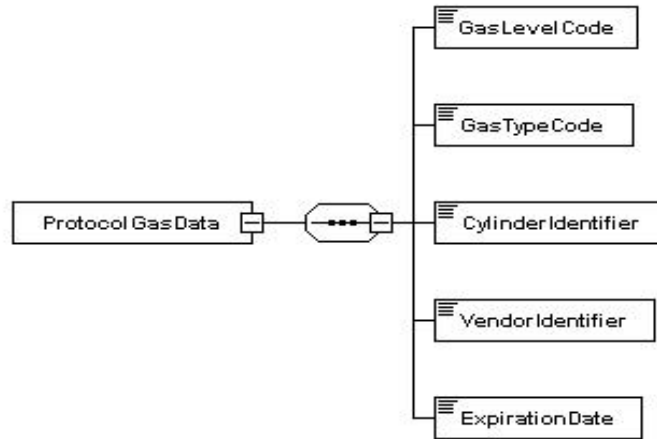 GasLevelCode
GasTypeCode
ProtocolGasData
CylinderIdentifier
VendorIdentifier
ExpirationDate